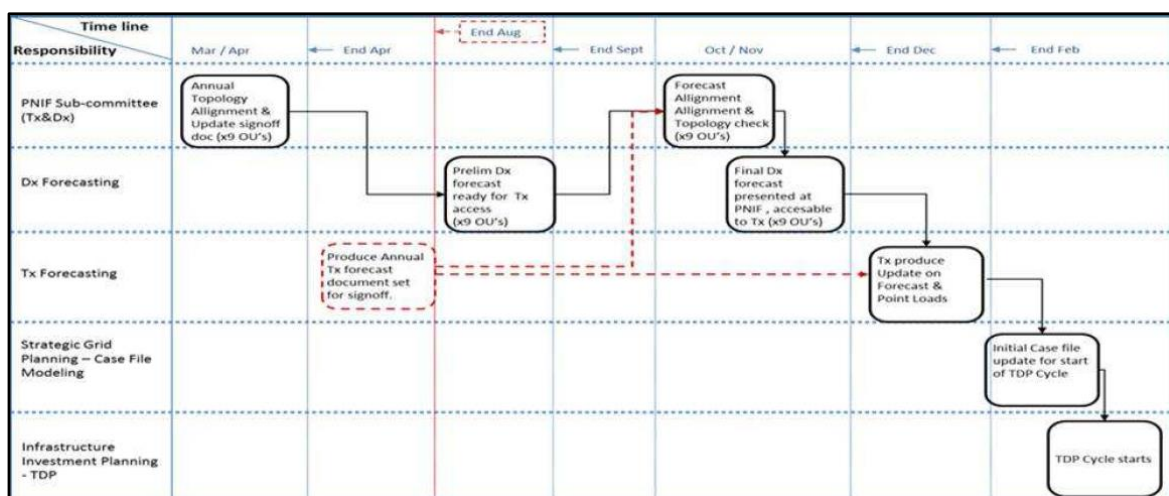 Time line
Responsibility
Mar / Apr
End Apr
End Aug
End Sept
Oct / Nov
End Dec
End Feb
PNIF Sub-committee
(Tx&Dx)
Annual
Topology
Allignment &
Update signoff
doc (x9 OU's)
Forecast
Allignment
Allignment &
Topology check
(x9 OU's)
Dx Forecasting
Prelim Dx
forecast
ready for Tx
access
(x9 OU's)
Final Dx
forecast
presented at
PNIF , accesable
to Tx (x9 OU's)
Tx Forecasting
Produce Annual
Tx forecast
document set
for signoff.
Tx produce
Update on
Forecast &
Point Loads
Strategic Grid
Planning – Case File
Modeling
Initial Case file
update for start
of TDP Cycle
Infrastructure
Investment Planning
- TDP
TDP Cycle starts